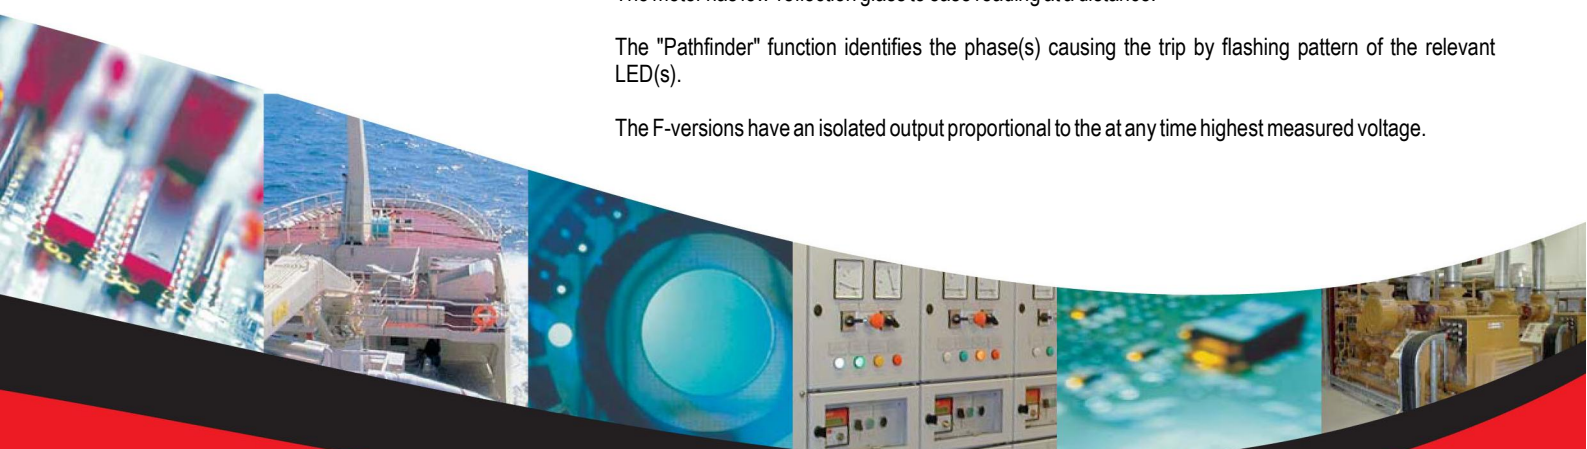 The "Pathfinder" function identifies the phase(s) causing the trip by flashing pattern of the relevant
LED(s).
The F-versions have an isolated output proportional to the at any time highest measured voltage.